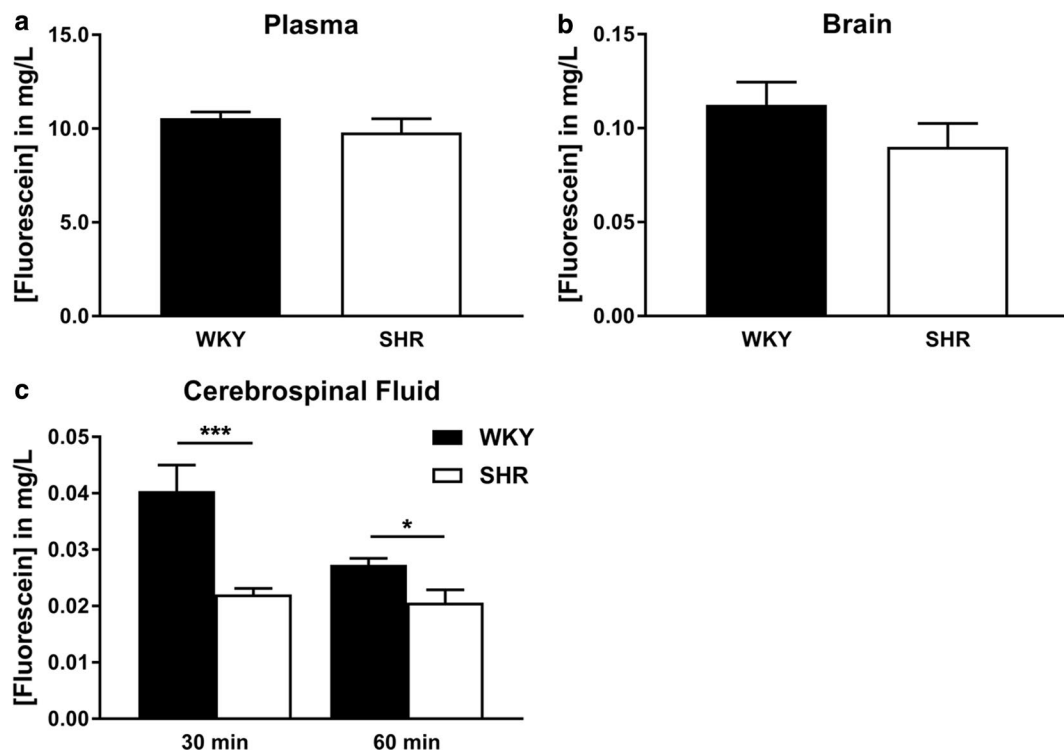 a
Plasma
[Fluorescein] in mg/L
15.0
10.0
5.0
0.0
WKY
SHR
b
Brain
[Fluorescein] in mg/L
0.15
0.10
0.05
0.00
WKY
SHR
c
Cerebrospinal Fluid
[Fluorescein] in mg/L
0.05
0.04
0.03
0.02
0.01
0.00
***
*
WKY
SHR
30 min
60 min